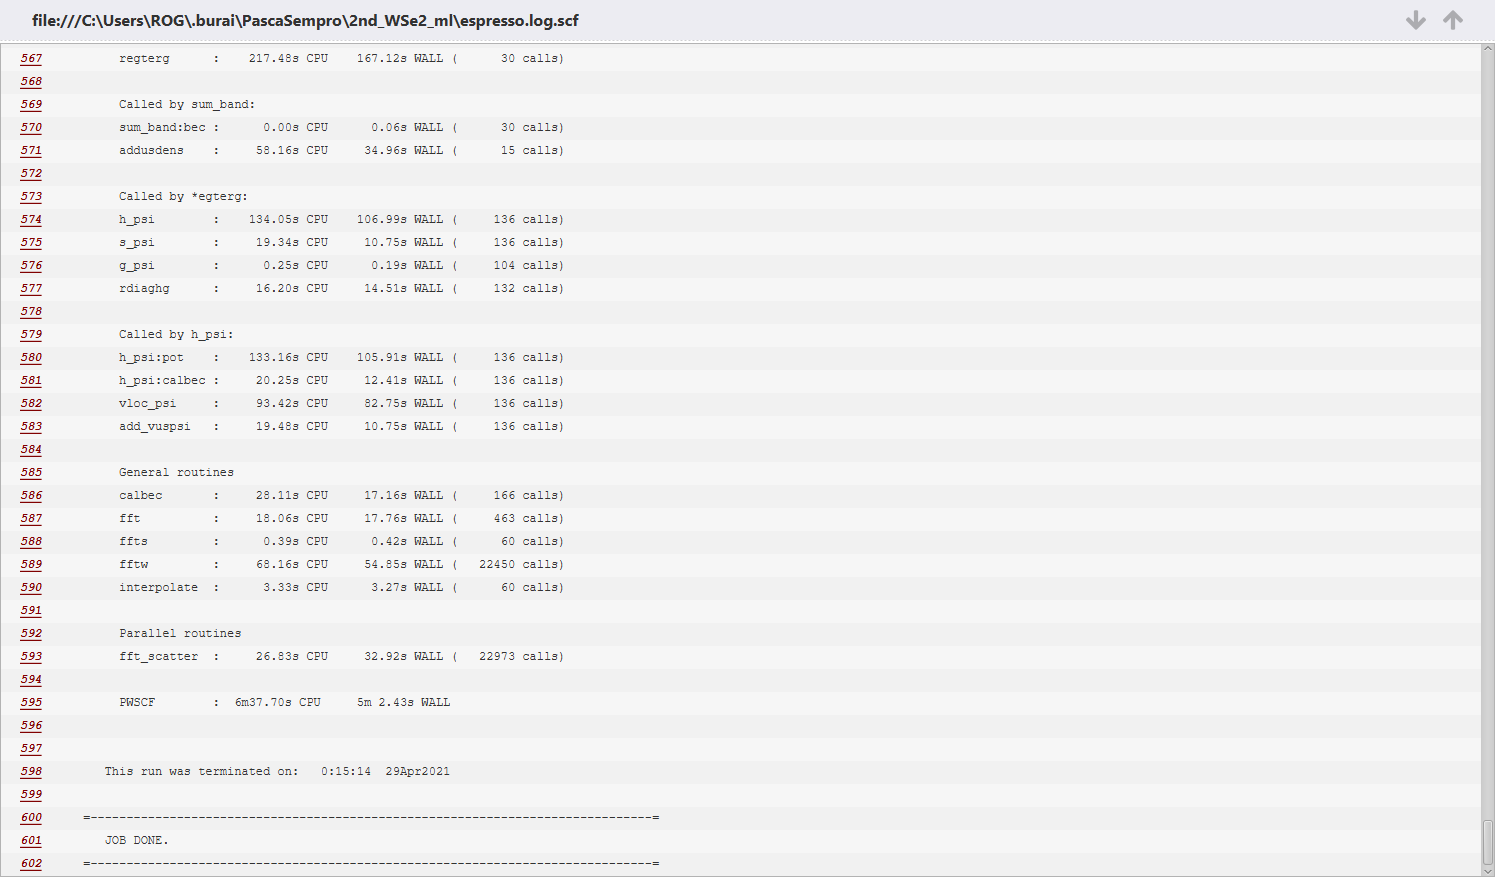 file:///C:\Users\ROG\.burai\PascaSempro\2nd_WSe2_ml\espresso.log.scf
567 regterg : 217.48s CPU 167.12s WALL ( 30 calls)
568
569 Called by sum_band:
570 sum_band:bec : 0.00s CPU 0.06s WALL ( 30 calls)
571 addusdens : 58.16s CPU 34.96s WALL ( 15 calls)
572
573 Called by *egterg:
574 h_psi : 134.05s CPU 106.99s WALL ( 136 calls)
575 s_psi : 19.34s CPU 10.75s WALL ( 136 calls)
576 g_psi : 0.25s CPU 0.19s WALL ( 104 calls)
577 rdiaghg : 16.20s CPU 14.51s WALL ( 132 calls)
578
579 Called by h_psi:
580 h_psi:pot : 133.16s CPU 105.91s WALL ( 136 calls)
581 h_psi:calbec : 20.25s CPU 12.41s WALL ( 136 calls)
582 vloc_psi : 93.42s CPU 82.75s WALL ( 136 calls)
583 add_vuspsi : 19.48s CPU 10.75s WALL ( 136 calls)
584
585 General routines
586 calbec : 28.11s CPU 17.16s WALL ( 166 calls)
587 fft : 18.06s CPU 17.76s WALL ( 463 calls)
588 ffts : 0.39s CPU 0.42s WALL ( 60 calls)
589 fftw : 68.16s CPU 54.85s WALL ( 22450 calls)
590 interpolate : 3.33s CPU 3.27s WALL ( 60 calls)
591
592 Parallel routines
593 fft_scatter : 26.83s CPU 32.92s WALL ( 22973 calls)
594
595 PWSCF : 6m37.70s CPU 5m 2.43s WALL
596
597
598 This run was terminated on: 0:15:14 29Apr2021
599
600 =------------------------------------------------------------------------------=
601 JOB DONE.
602 =------------------------------------------------------------------------------=